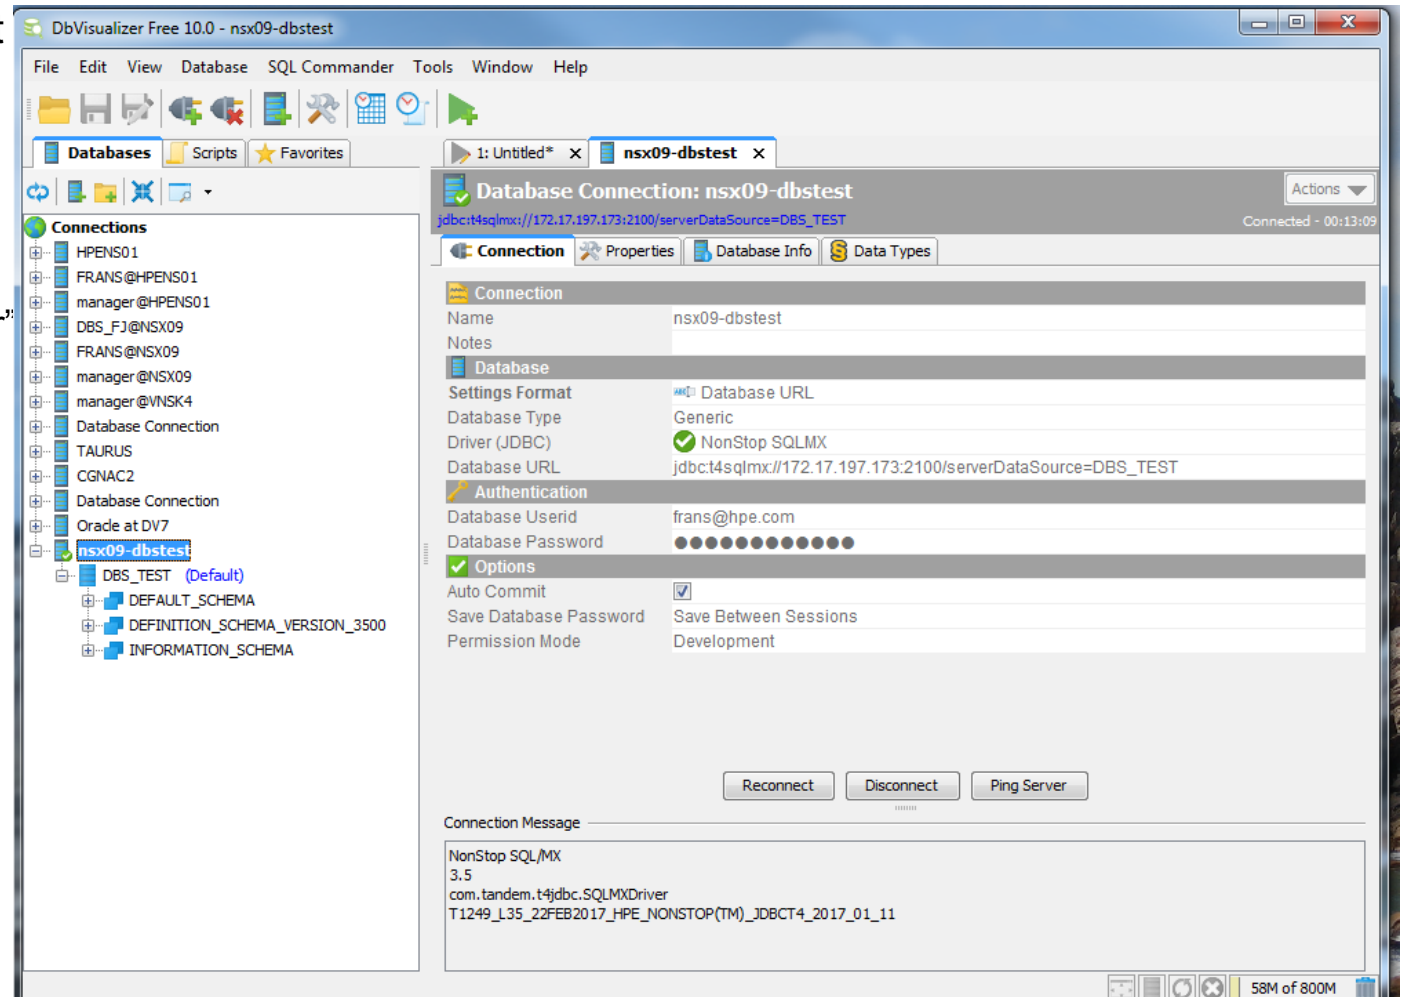 DbVisualizer Free 10.0 - nsx09-dbstest
File Edit View Database SQL Commander Tools Window Help
Databases Scripts Favorites
1: Untitled* nsx09-dbstest
Database Connection: nsx09-dbstest
Actions
jdbc:t4sqlmx://172.17.197.173:2100/serverDataSource=DBS_TEST
Connected - 00:13:09
Connections
HPENS01
FRANS@HPENS01
manager@HPENS01
DBS_FJ@NSX09
FRANS@NSX09
manager@NSX09
manager@VNSK4
Database Connection
TAURUS
CGNAC2
Database Connection
Oracle at DV7
nsx09-dbstest
DBS_TEST (Default)
DEFAULT_SCHEMA
DEFINITION_SCHEMA_VERSION_3500
INFORMATION_SCHEMA
Connection Properties Database Info Data Types
Connection
Name nsx09-dbstest
Notes
Database
Settings Format Database URL
Database Type Generic
Driver (JDBC) NonStop SQLMX
Database URL jdbc:t4sqlmx://172.17.197.173:2100/serverDataSource=DBS_TEST
Authentication
Database Userid frans@hpe.com
Database Password ●●●●●●●●●●●●
Options
Auto Commit
Save Database Password Save Between Sessions
Permission Mode Development
Reconnect Disconnect Ping Server
Connection Message
NonStop SQL/MX
3.5
com.tandem.t4jdbc.SQLMXDriver
T1249_L35_22FEB2017_HPE_NONSTOP(TM)_JDBCT4_2017_01_11
58M of 800M